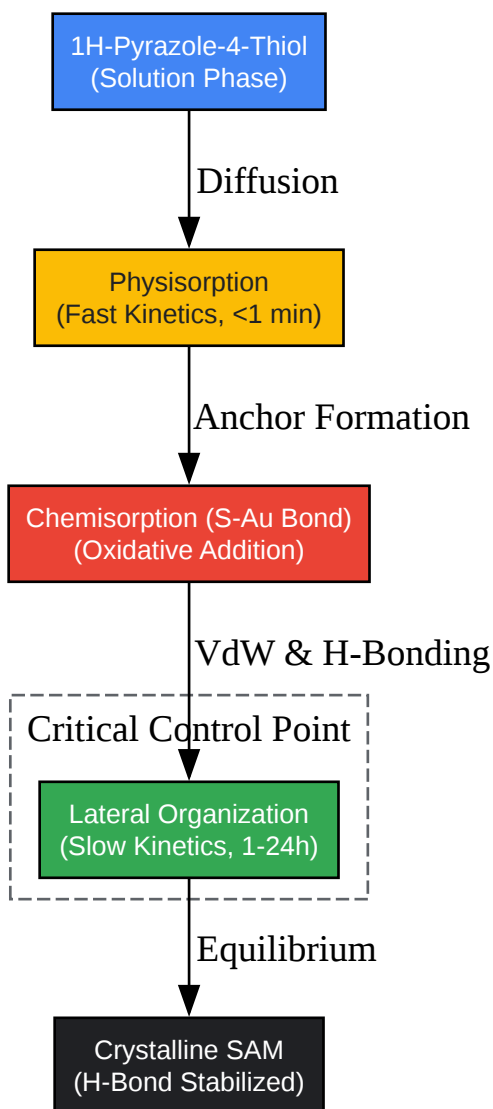 1H-Pyrazole-4-Thiol
(Solution Phase)
Diffusion
Physisorption
(Fast Kinetics, <1 min)
Anchor Formation
Chemisorption (S-Au Bond)
(Oxidative Addition)
VdW & H-Bonding
Critical Control Point
Lateral Organization
(Slow Kinetics, 1-24h)
Equilibrium
Crystalline SAM
(H-Bond Stabilized)